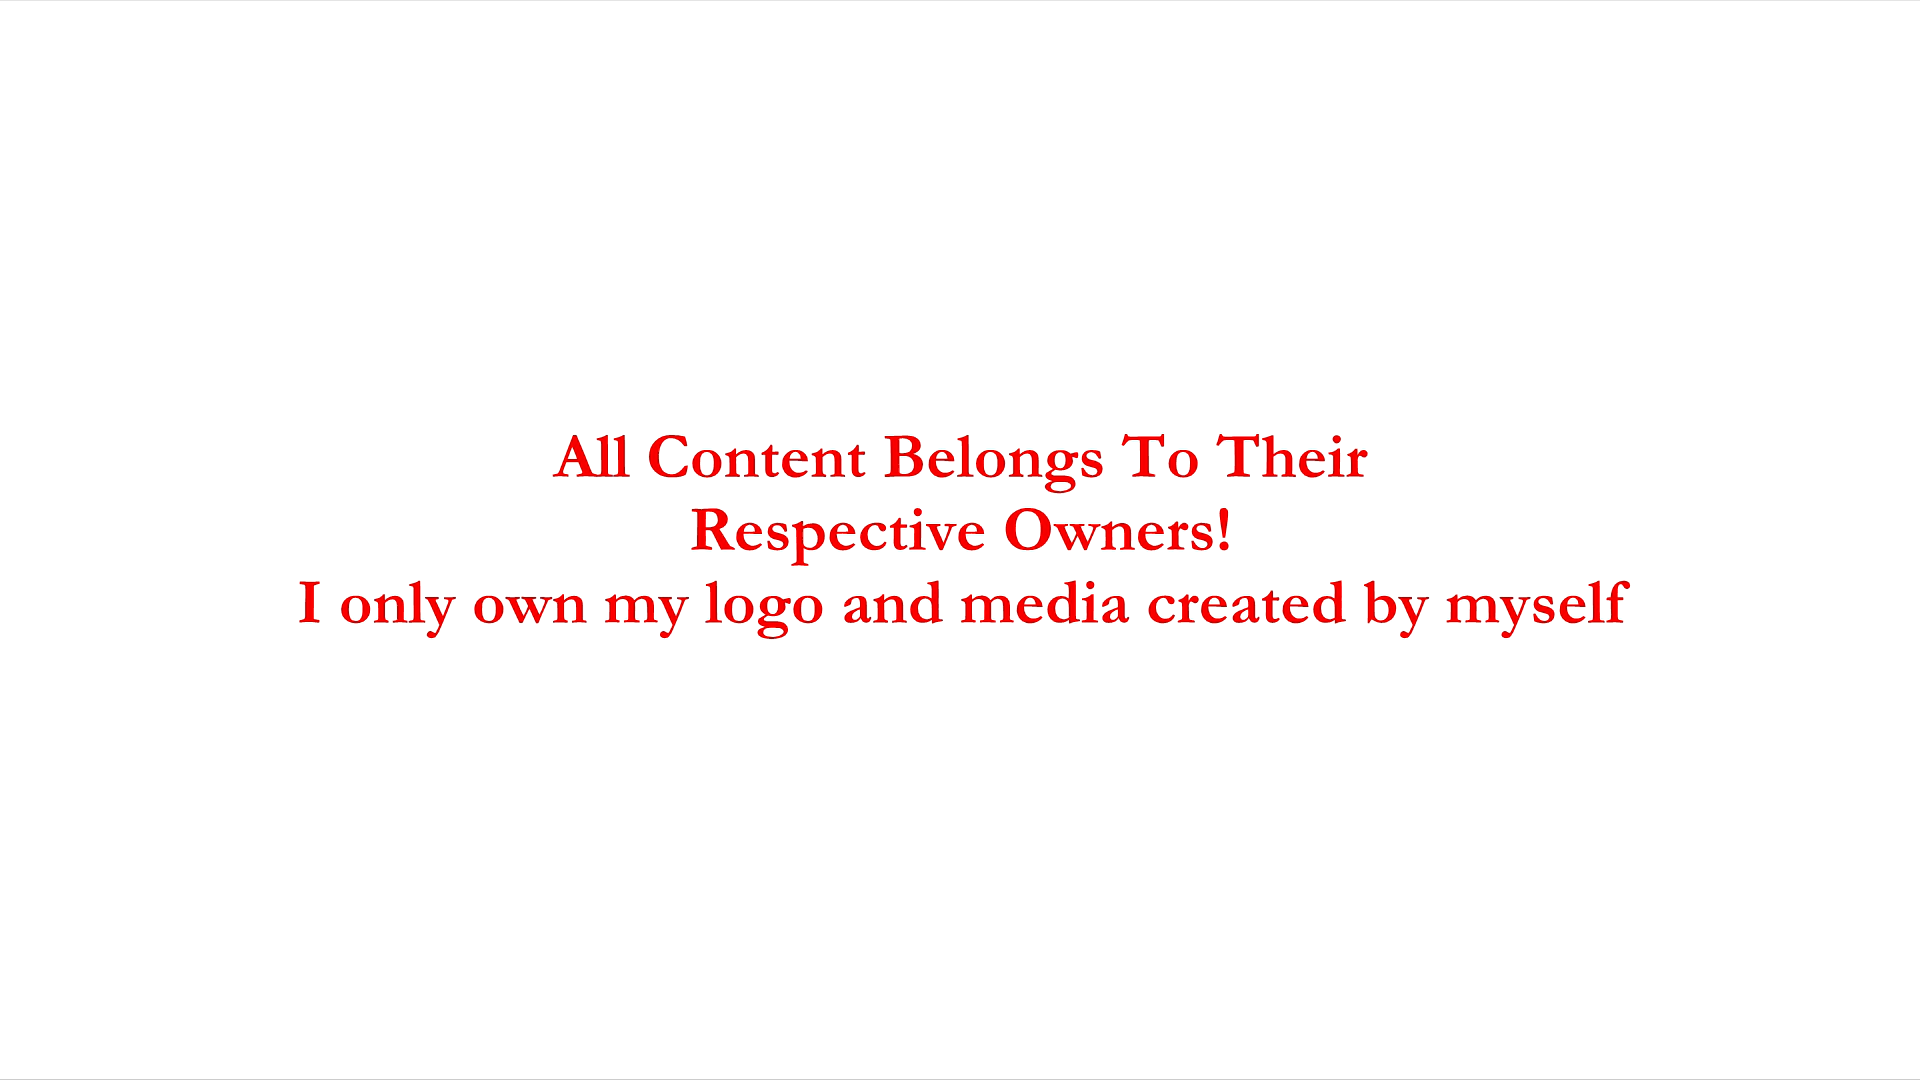 All Content Belongs To Their
Respective Owners!
I only own my logo and media created by myself